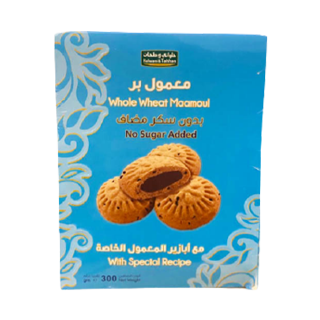 معمول بر
Whole Wheat Maamoul
بدون سكر مضاف
No Sugar Added
مع أبازير المعمول الخاصة
With Special Recipe
300